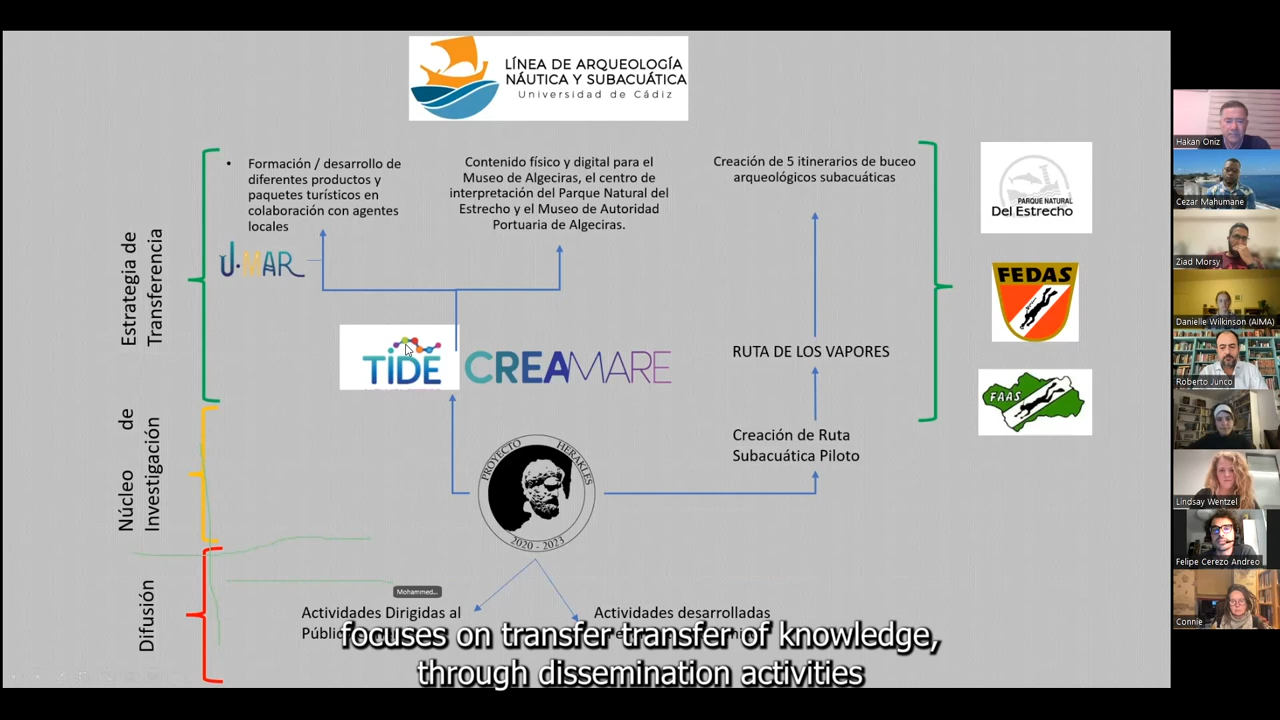 LÍNEA DE ARQUEOLOGÍA
NÁUTICA Y SUBACUÁTICA
Universidad de Cádiz
Estrategia de
Transferencia
• Formación / desarrollo de
diferentes productos y
paquetes turísticos en
colaboración con agentes
locales
Contenido físico y digital para el
Museo de Algeciras, el centro de
interpretación del Parque Natural del
Estrecho y el Museo de Autoridad
Portuaria de Algeciras.
Creación de 5 itinerarios de buceo
arqueológicos subacuáticas
PARQUE NATURAL
Del Estrecho
FEDAS
FAAS
TIDE
CREAMARE
RUTA DE LOS VAPORES
Creación de Ruta
Subacuática Piloto
Núcleo de
Investigación
PROYECTO HERAKLES
2020 - 2023
Difusión
Mohammed...
Actividades Dirigidas al
Actividades desarrolladas
focuses on transfer transfer of knowledge,
through dissemination activities
Hakan Oniz
Cezar Mahumane
Ziad Morsy
Danielle Wilkinson (AIMA)
Roberto Junco
Lindsay Wentzel
Felipe Cerezo Andreo
Connie